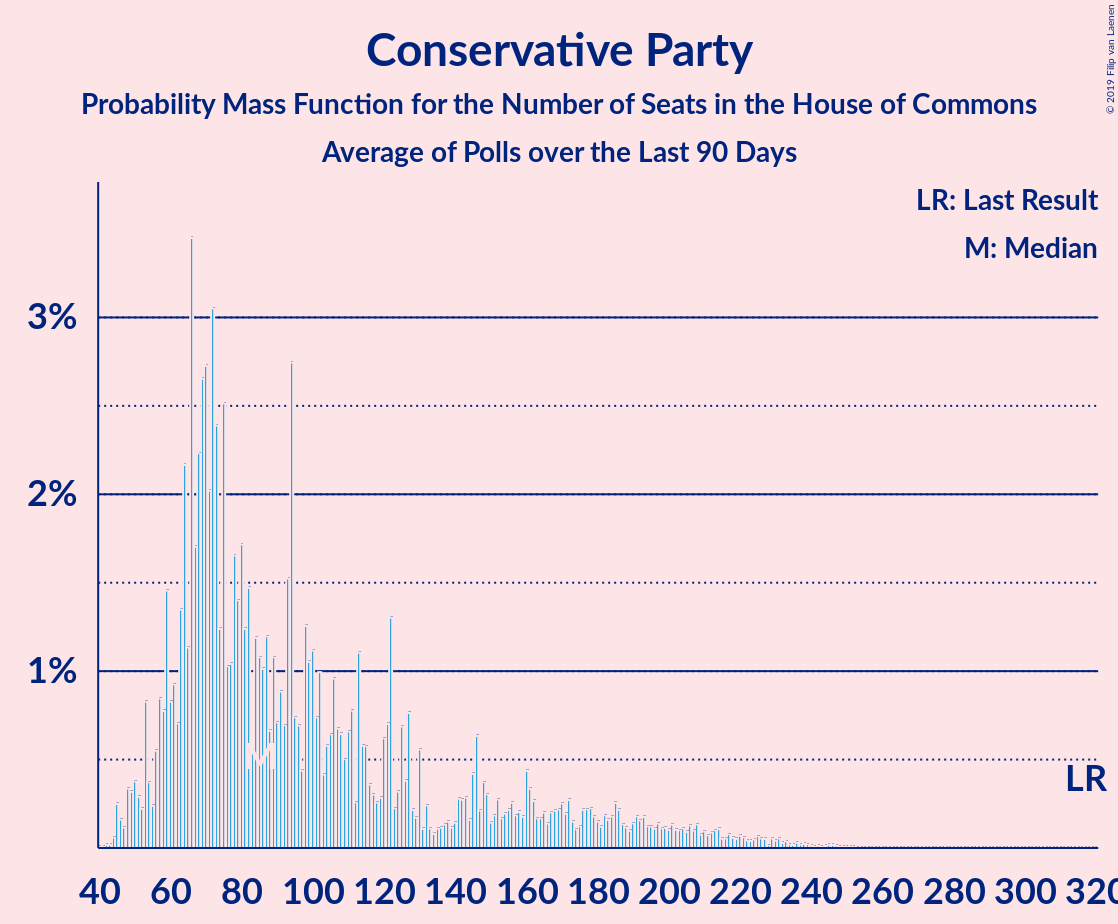 Conservative Party
Probability Mass Function for the Number of Seats in the House of Commons
Average of Polls over the Last 90 Days
© 2019 Filip van Laenen
LR: Last Result
M: Median
3%
2%
1%
M
LR
40 60 80 100 120 140 160 180 200 220 240 260 280 300 320